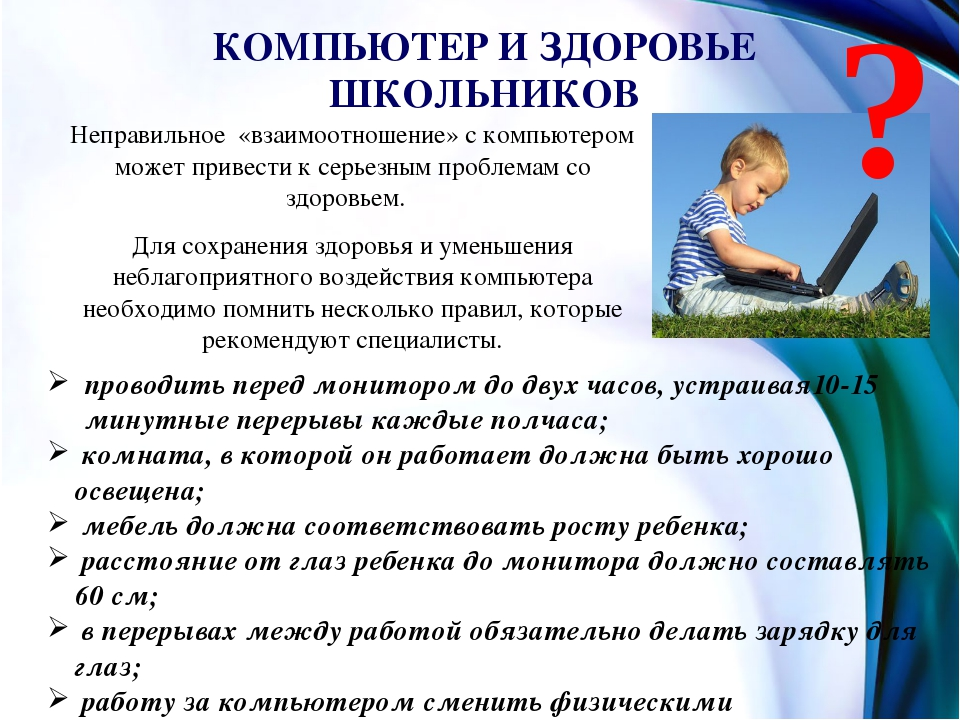 КОМПЬЮТЕР И ЗДОРОВЬЕ
ШКОЛЬНИКОВ
?
Неправильное «взаимоотношение» с компьютером
может привести к серьезным проблемам со
здоровьем.
Для сохранения здоровья и уменьшения
неблагоприятного воздействия компьютера
необходимо помнить несколько правил, которые
рекомендуют специалисты.
➢ проводить перед монитором до двух часов, устраивая10-15
минутные перерывы каждые полчаса;
➢ комната, в которой он работает должна быть хорошо
освещена;
➢ мебель должна соответствовать росту ребенка;
➢ расстояние от глаз ребенка до монитора должно составлять
60 см;
➢ в перерывах между работой обязательно делать зарядку для
глаз;
➢ работу за компьютером сменить физическими